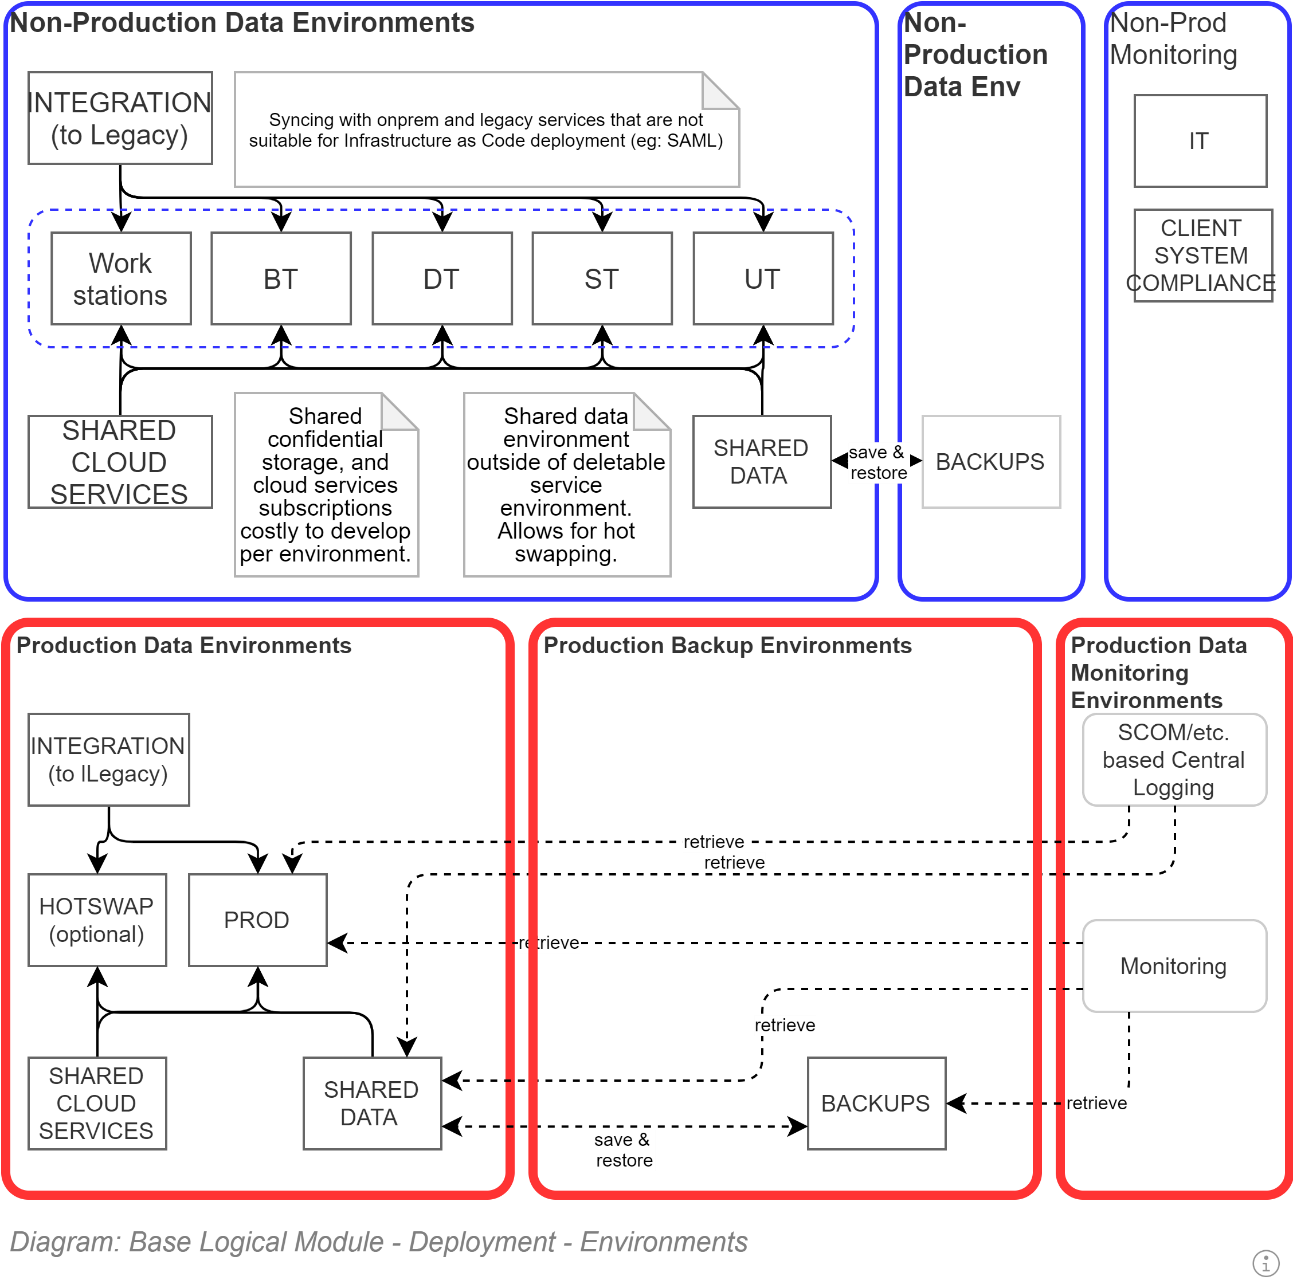 Non-Production Data Environments
INTEGRATION
(to Legacy)
Syncing with onprem and legacy services that are not
suitable for Infrastructure as Code deployment (eg: SAML)
Work
stations
BT
DT
ST
UT
SHARED
CLOUD
SERVICES
Shared
confidential
storage, and
cloud services
subscriptions
costly to develop
per environment.
Shared data
environment
outside of deletable
service
environment.
Allows for hot
swapping.
SHARED
DATA
save &
restore
Non-
Production
Data Env
BACKUPS
Non-Prod
Monitoring
IT
CLIENT
SYSTEM
COMPLIANCE
Production Data Environments
INTEGRATION
(to lLegacy)
HOTSWAP
(optional)
PROD
SHARED
CLOUD
SERVICES
SHARED
DATA
Production Backup Environments
retrieve
retrieve
retrieve
retrieve
save &
restore
BACKUPS
Production Data
Monitoring
Environments
SCOM/etc.
based Central
Logging
Monitoring
retrieve
Diagram: Base Logical Module - Deployment - Environments